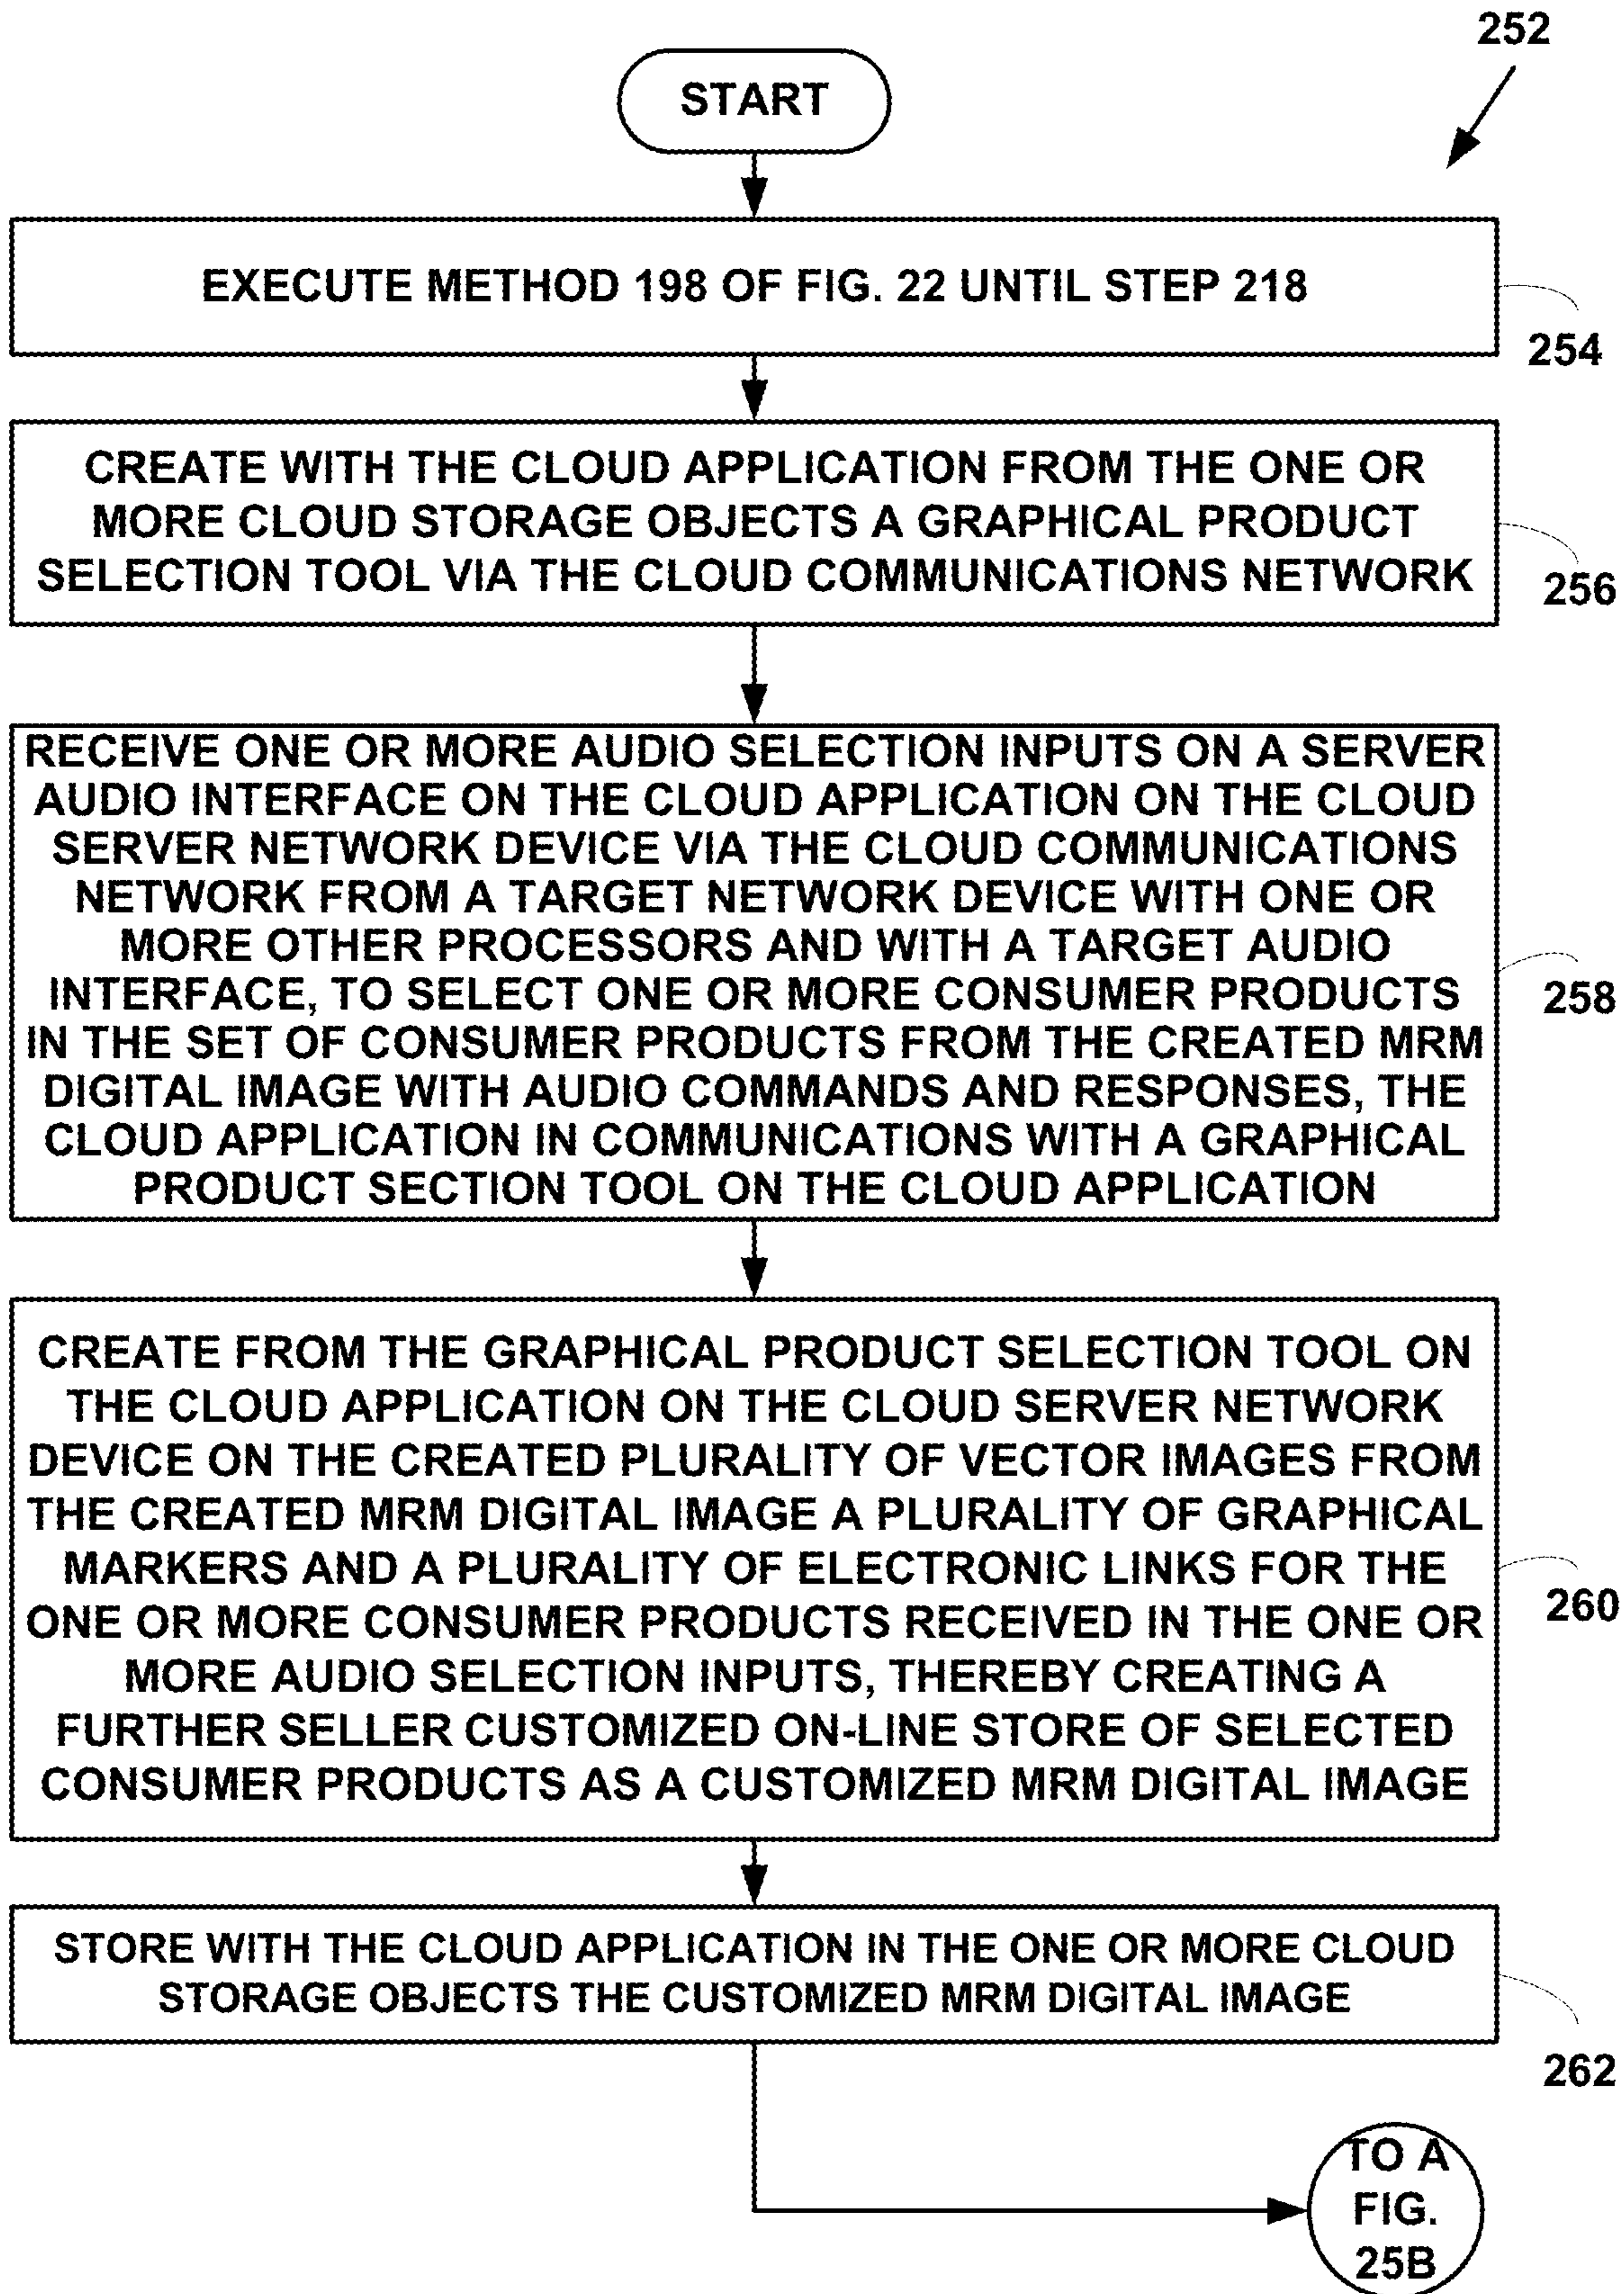 252
START
EXECUTE METHOD 198 OF FIG. 22 UNTIL STEP 218
254
CREATE WITH THE CLOUD APPLICATION FROM THE ONE OR
MORE CLOUD STORAGE OBJECTS A GRAPHICAL PRODUCT
SELECTION TOOL VIA THE CLOUD COMMUNICATIONS NETWORK
256
RECEIVE ONE OR MORE AUDIO SELECTION INPUTS ON A SERVER
AUDIO INTERFACE ON THE CLOUD APPLICATION ON THE CLOUD
SERVER NETWORK DEVICE VIA THE CLOUD COMMUNICATIONS
NETWORK FROM A TARGET NETWORK DEVICE WITH ONE OR
MORE OTHER PROCESSORS AND WITH A TARGET AUDIO
INTERFACE, TO SELECT ONE OR MORE CONSUMER PRODUCTS
IN THE SET OF CONSUMER PRODUCTS FROM THE CREATED MRM
DIGITAL IMAGE WITH AUDIO COMMANDS AND RESPONSES, THE
CLOUD APPLICATION IN COMMUNICATIONS WITH A GRAPHICAL
PRODUCT SECTION TOOL ON THE CLOUD APPLICATION
258
CREATE FROM THE GRAPHICAL PRODUCT SELECTION TOOL ON
THE CLOUD APPLICATION ON THE CLOUD SERVER NETWORK
DEVICE ON THE CREATED PLURALITY OF VECTOR IMAGES FROM
THE CREATED MRM DIGITAL IMAGE A PLURALITY OF GRAPHICAL
MARKERS AND A PLURALITY OF ELECTRONIC LINKS FOR THE
ONE OR MORE CONSUMER PRODUCTS RECEIVED IN THE ONE OR
MORE AUDIO SELECTION INPUTS, THEREBY CREATING A
FURTHER SELLER CUSTOMIZED ON-LINE STORE OF SELECTED
CONSUMER PRODUCTS AS A CUSTOMIZED MRM DIGITAL IMAGE
260
STORE WITH THE CLOUD APPLICATION IN THE ONE OR MORE CLOUD
STORAGE OBJECTS THE CUSTOMIZED MRM DIGITAL IMAGE
262
TO A
FIG.
25B